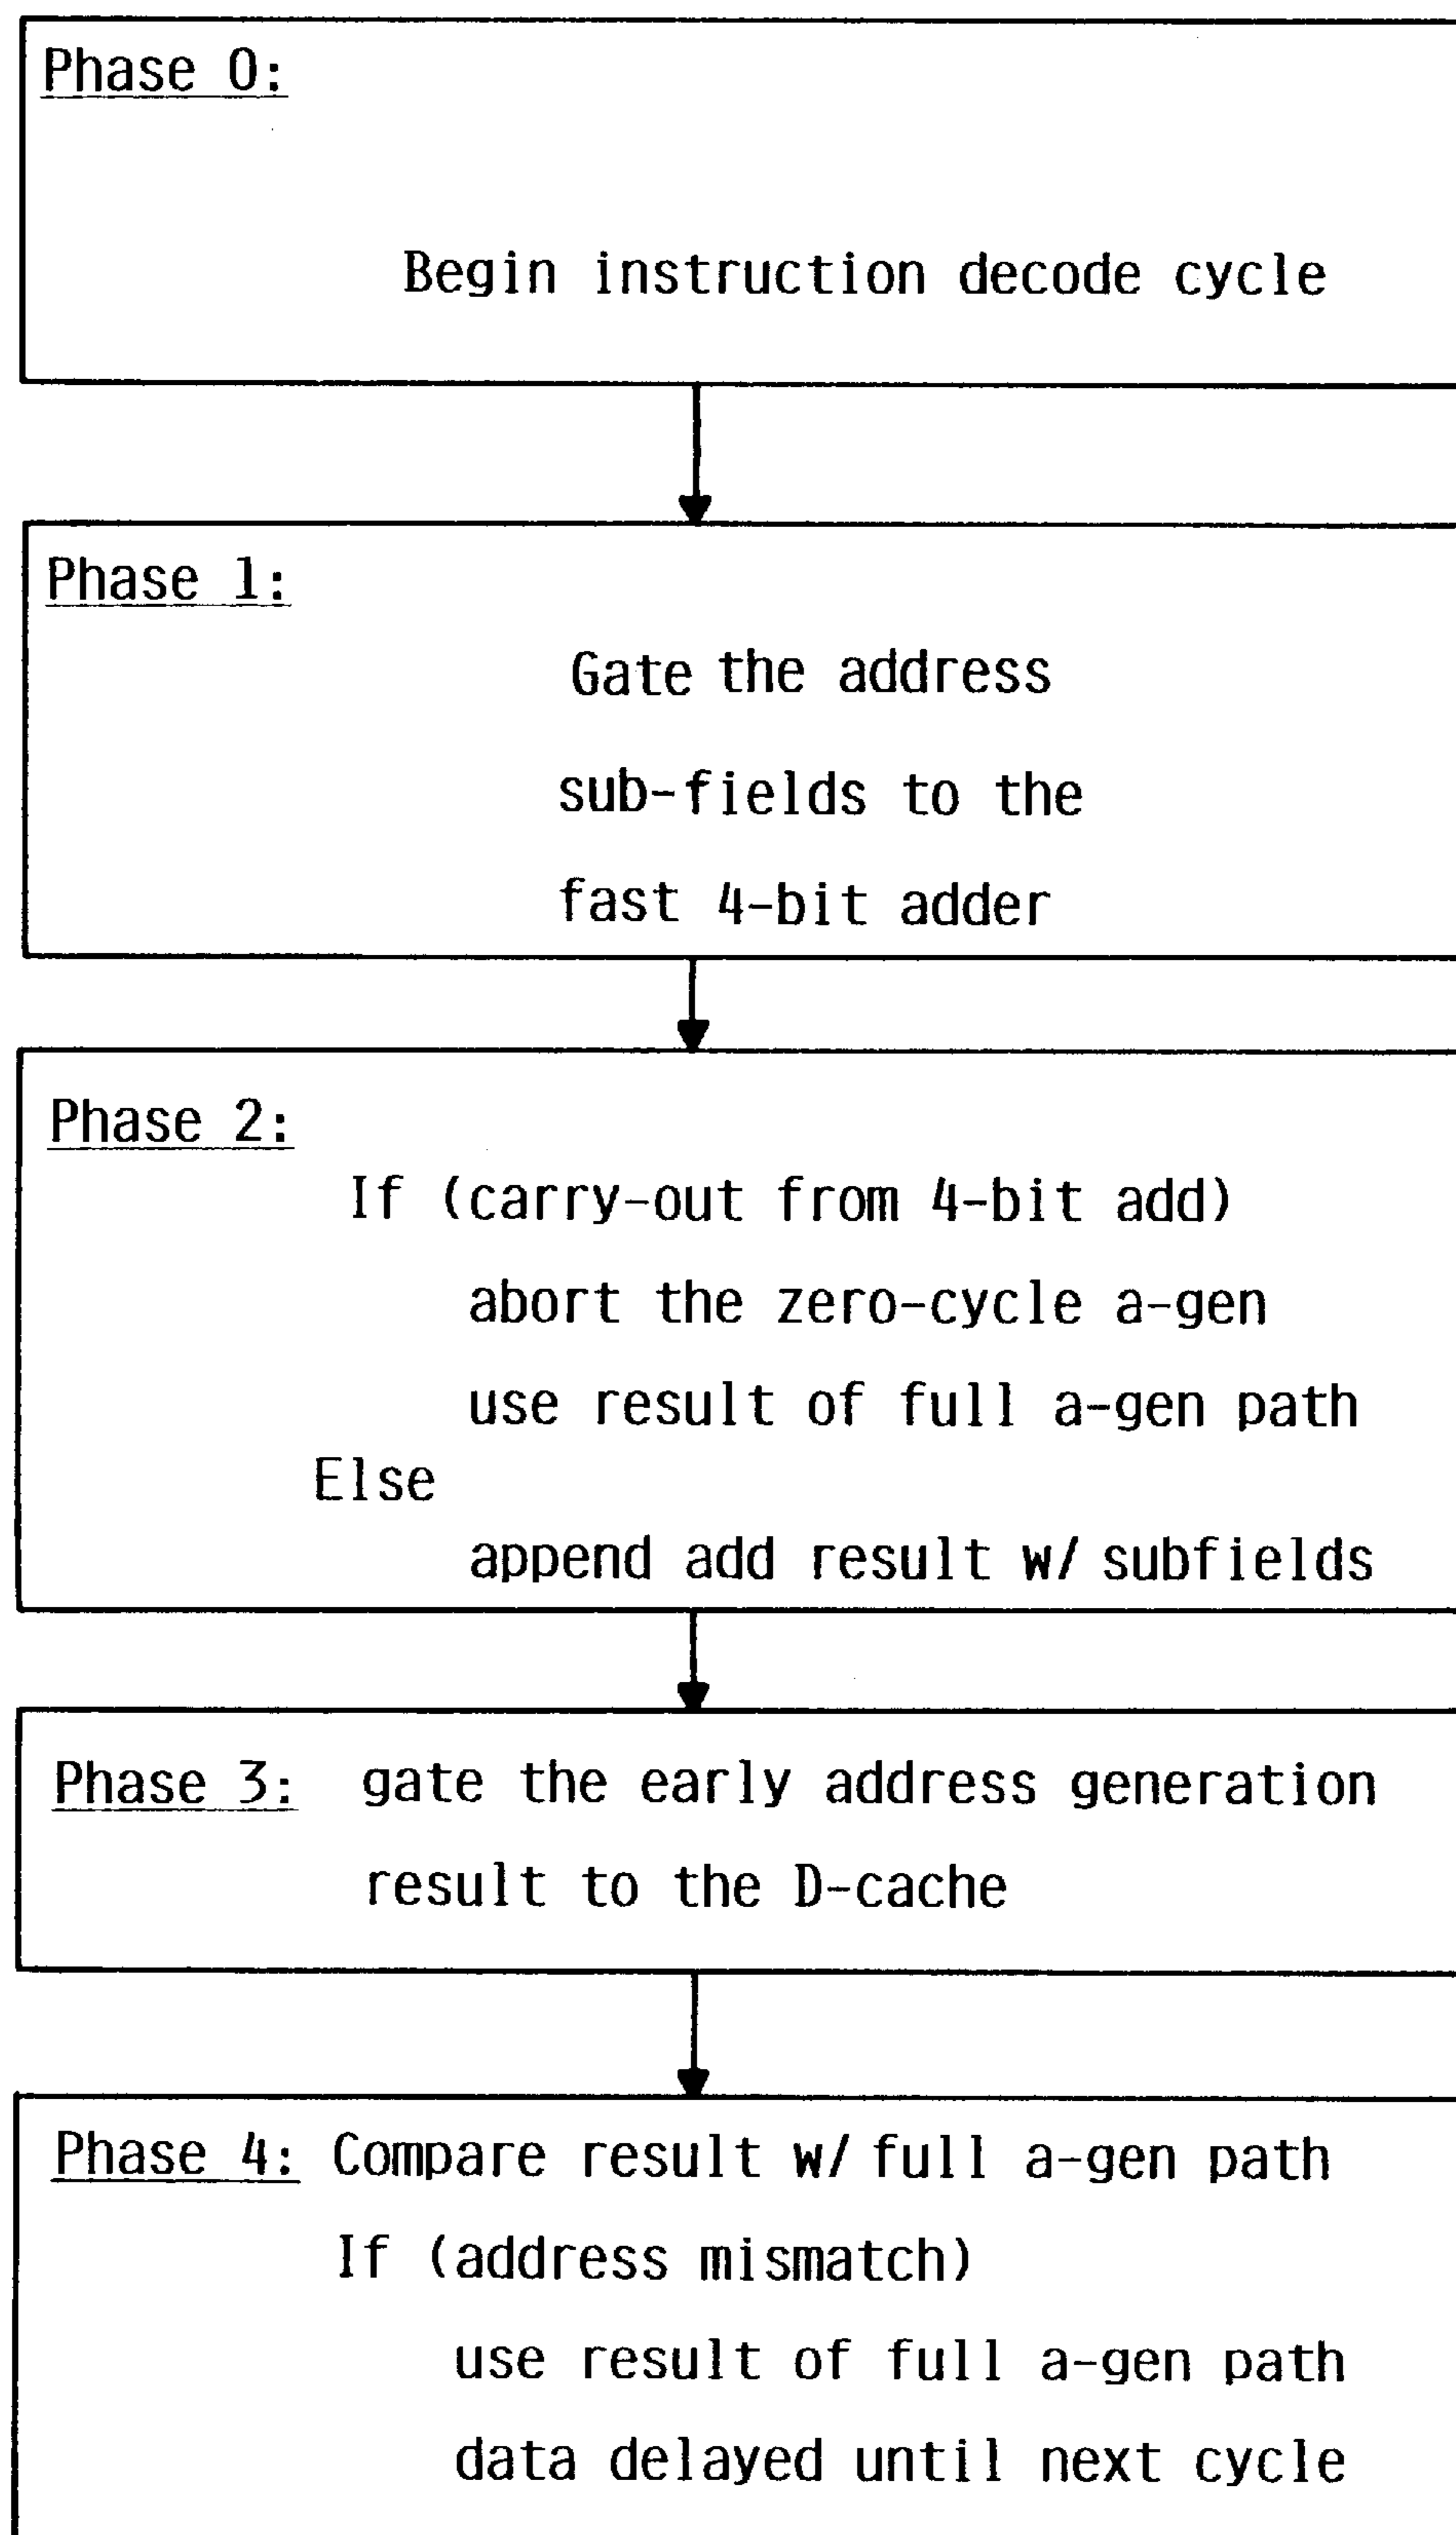 Phase 0:
Begin instruction decode cycle
Phase 1:
Gate the address
sub-fields to the
fast 4-bit adder
Phase 2:
If (carry-out from 4-bit add)
abort the zero-cycle a-gen
use result of full a-gen path
Else
append add result w/ subfields
Phase 3: gate the early address generation
result to the D-cache
Phase 4: Compare result w/ full a-gen path
If (address mismatch)
use result of full a-gen path
data delayed until next cycle